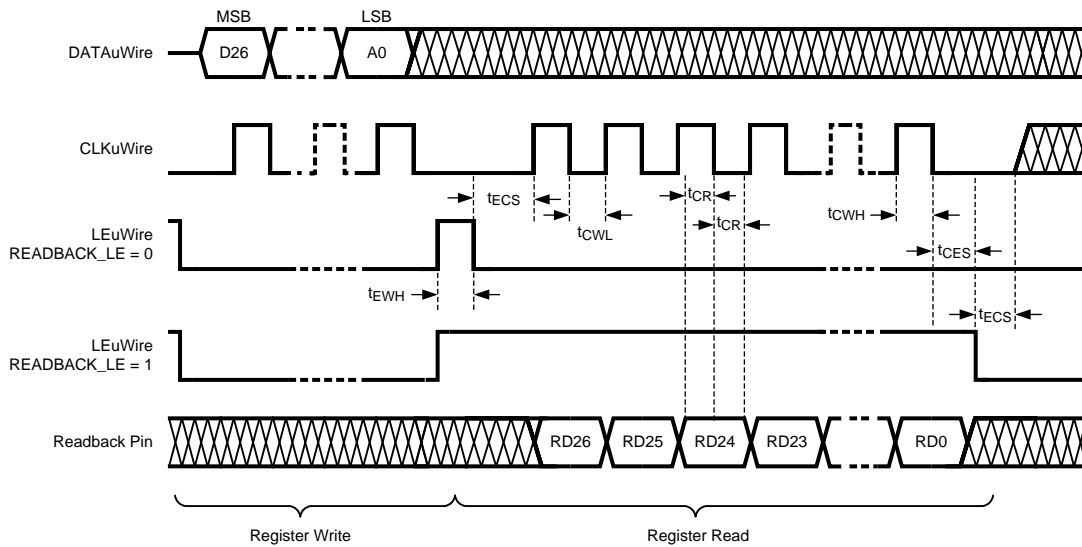 MSB LSB
DATAuWire D26 A0
CLKuWire
tECS tCR tCWH
tCWL tCR
LEuWire
READBACK_LE = 0
tCES
tEWH
tECS
LEuWire
READBACK_LE = 1
Readback Pin RD26 RD25 RD24 RD23 RD0
Register Write Register Read